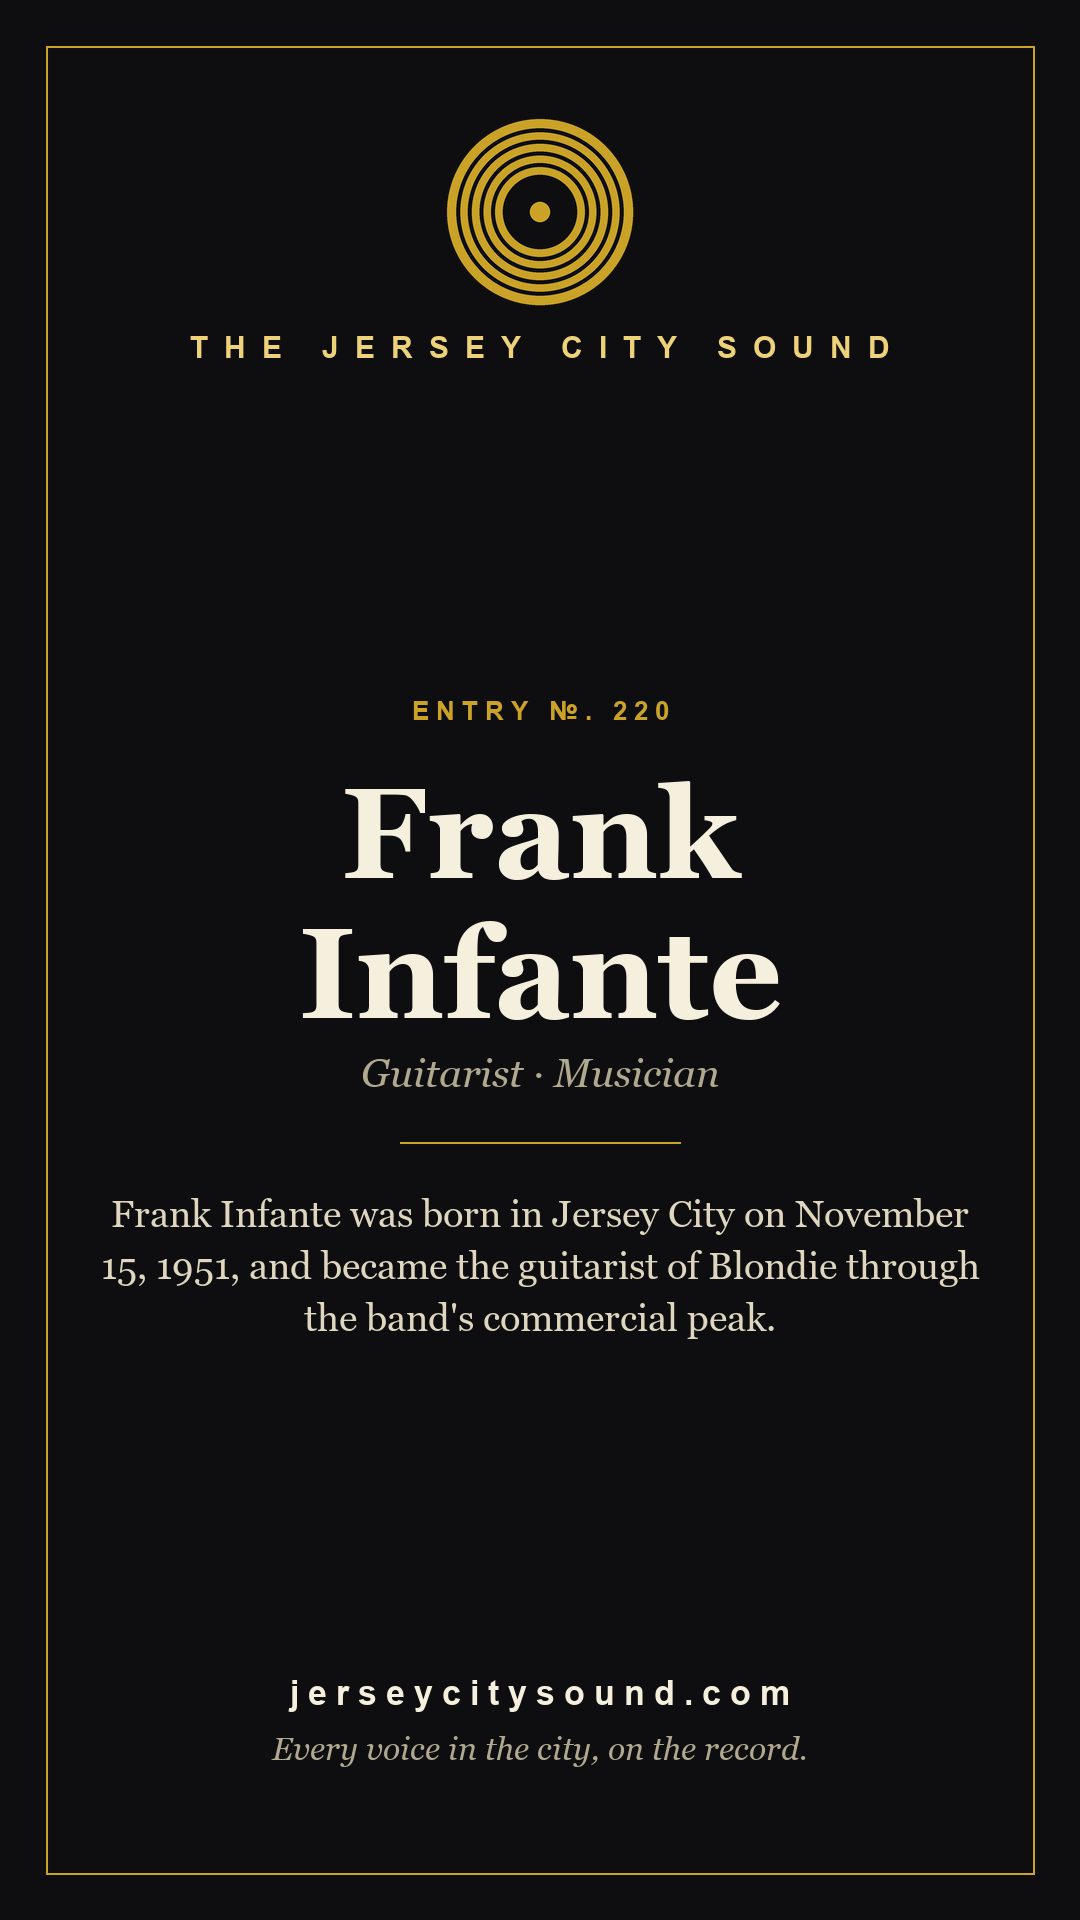 THE JERSEY CITY SOUND
ENTRY №. 220
Frank
Infante
Guitarist · Musician
Frank Infante was born in Jersey City on November
15, 1951, and became the guitarist of Blondie through
the band's commercial peak.
jerseycitysound.com
Every voice in the city, on the record.